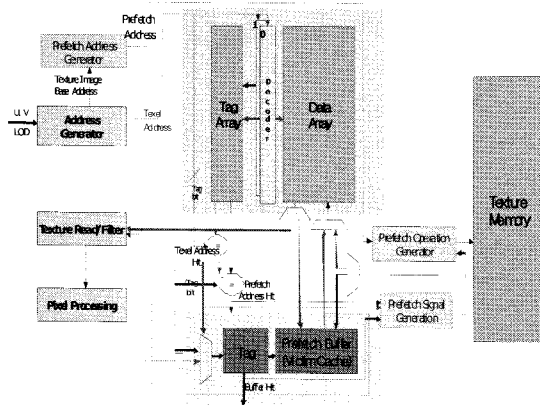 Prefetch
Address
Prefetch Address
Generator
Texture Image
Base Address
U, V
LOD
Address
Generator
Texel
Address
Tag
Array
Decoder
Data
Array
Tag
bit
Texture
Memory
Texture Read/Filter
Texel Address
Hit
Prefetch
Address Hit
Tag
bit
Prefetch Operation
Generator
Prefetch Signal
Generation
Pixel Processing
Tag
Prefetch Buffer
(Victim Cache)
Buffer Hit